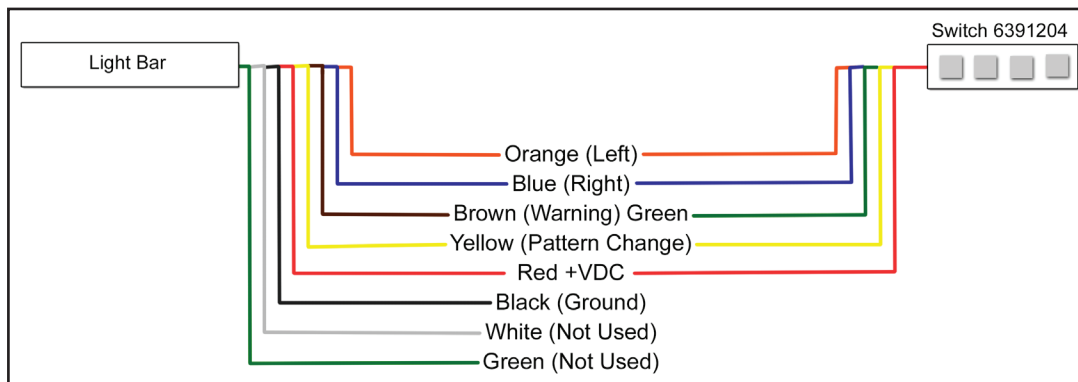 Switch 6391204
Light Bar
Orange (Left)
Blue (Right)
Brown (Warning) Green
Yellow (Pattern Change)
Red +VDC
Black (Ground)
White (Not Used)
Green (Not Used)